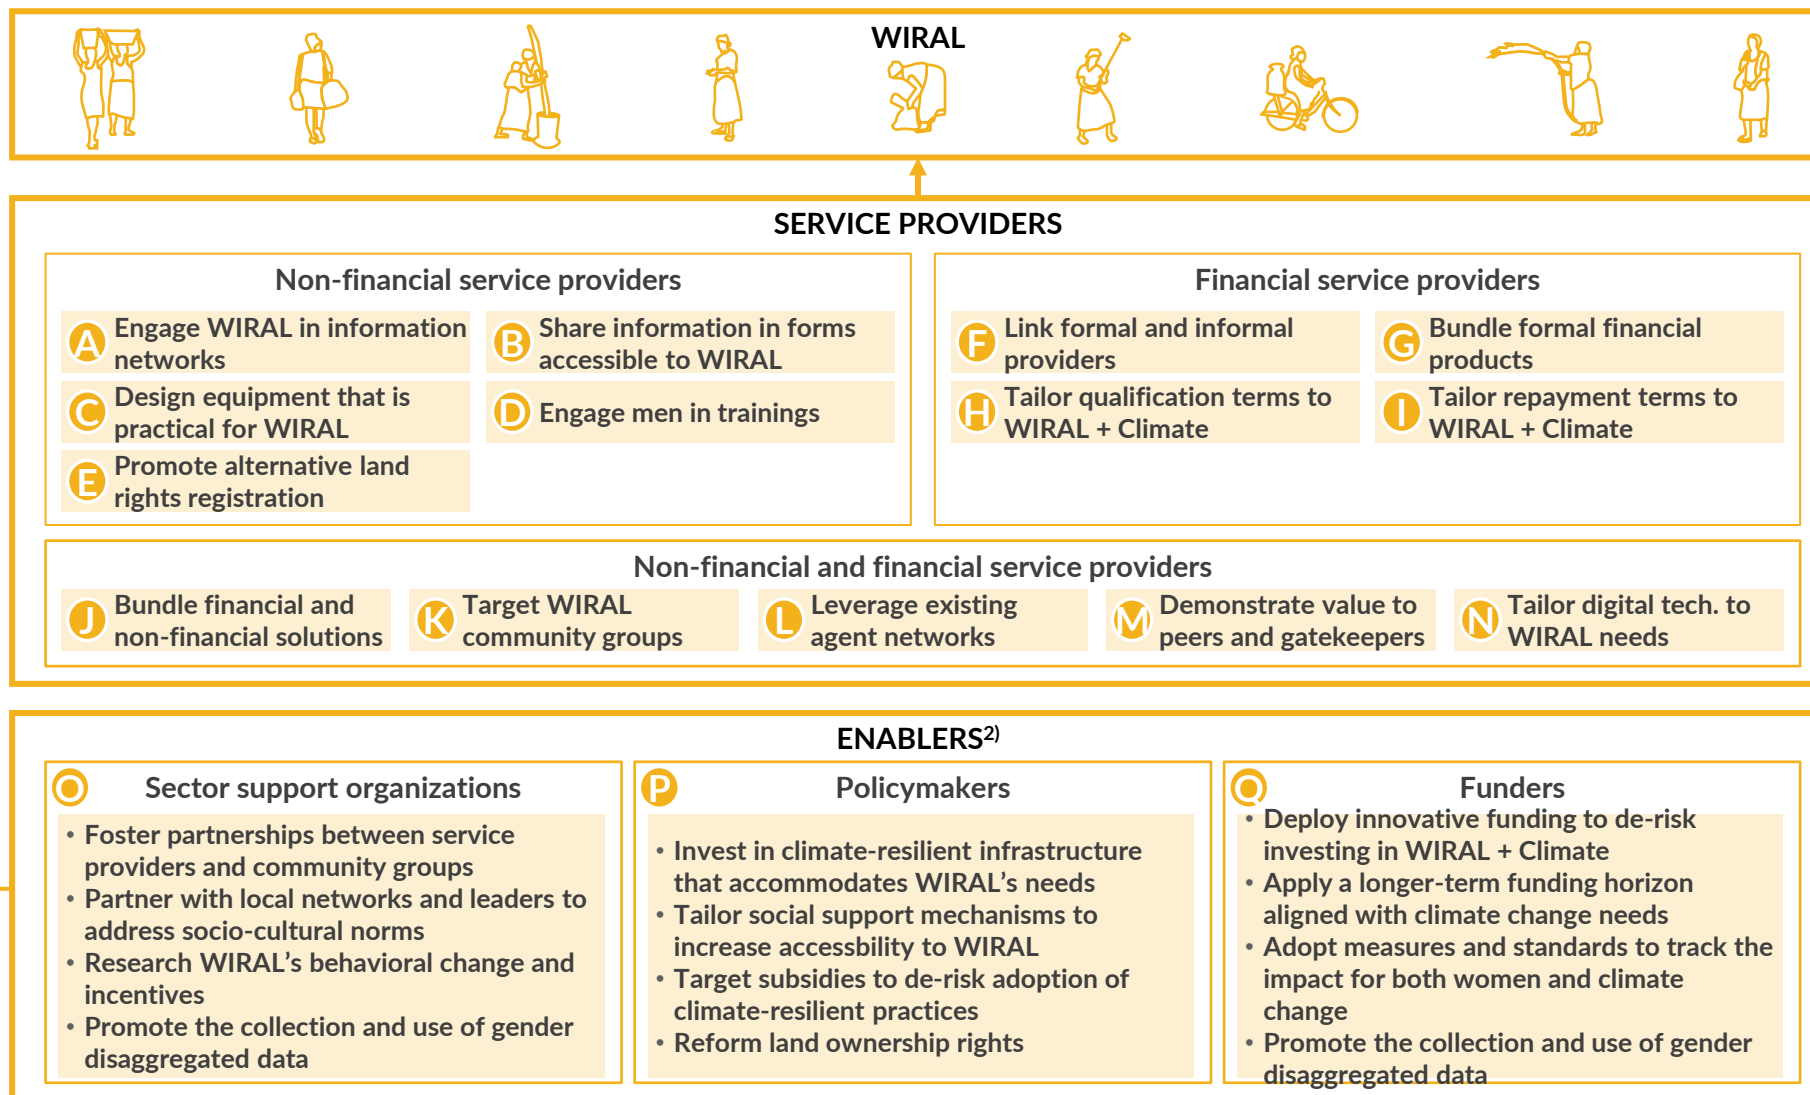 WIRAL
SERVICE PROVIDERS
Non-financial service providers
A Engage WIRAL in information
networks
B Share information in forms
accessible to WIRAL
C Design equipment that is
practical for WIRAL
D Engage men in trainings
E Promote alternative land
rights registration
Financial service providers
F Link formal and informal
providers
G Bundle formal financial
products
H Tailor qualification terms to
WIRAL + Climate
I Tailor repayment terms to
WIRAL + Climate
Non-financial and financial service providers
J Bundle financial and
non-financial solutions
K Target WIRAL
community groups
L Leverage existing
agent networks
M Demonstrate value to
peers and gatekeepers
N Tailor digital tech. to
WIRAL needs
ENABLERS2)
O Sector support organizations
• Foster partnerships between service
providers and community groups
• Partner with local networks and leaders to
address socio-cultural norms
• Research WIRAL's behavioral change and
incentives
• Promote the collection and use of gender
disaggregated data
P Policymakers
• Invest in climate-resilient infrastructure
that accommodates WIRAL's needs
• Tailor social support mechanisms to
increase accessbility to WIRAL
• Target subsidies to de-risk adoption of
climate-resilient practices
• Reform land ownership rights
Q Funders
• Deploy innovative funding to de-risk
investing in WIRAL + Climate
• Apply a longer-term funding horizon
aligned with climate change needs
• Adopt measures and standards to track the
impact for both women and climate
change
• Promote the collection and use of gender
disaggregated data